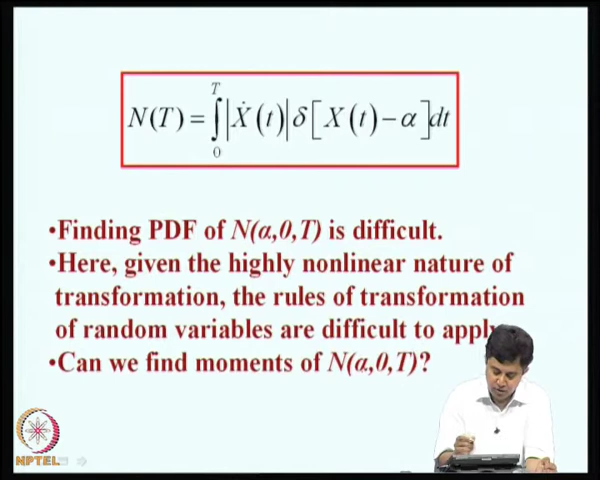 N(T) = ∫₀ᵀ |Ẋ(t)| δ[X(t) − α] dt
•Finding PDF of N(α,0,T) is difficult.
•Here, given the highly nonlinear nature of
transformation, the rules of transformation
of random variables are difficult to apply
•Can we find moments of N(α,0,T)?
NPTEL